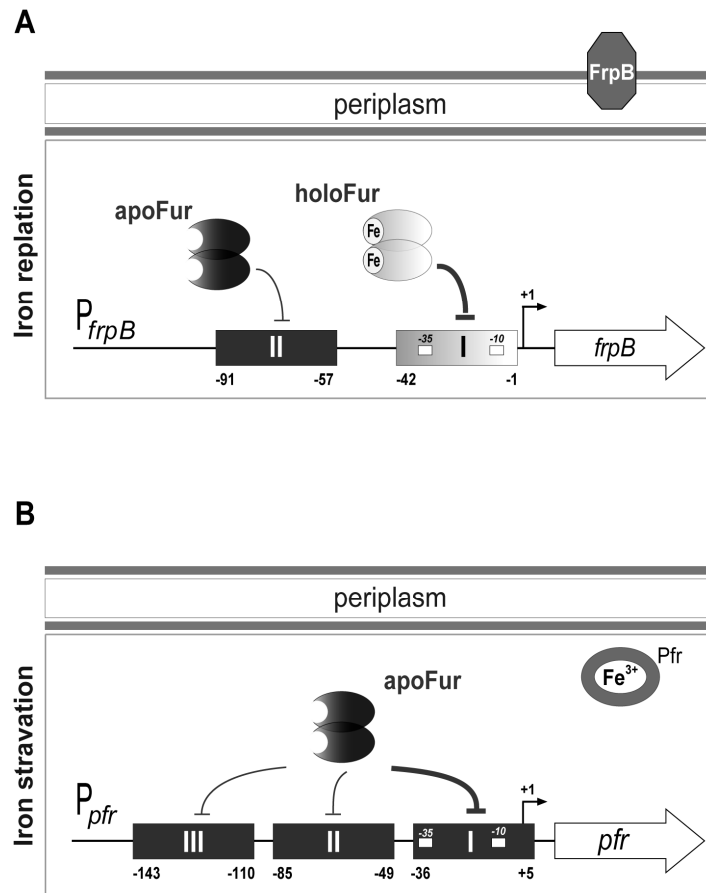 A
FrpB
periplasm
Iron replation
apoFur
holoFur
Fe
Fe
PfrpB
+1
II
-35
I
-10
frpB
-91
-57
-42
-1
B
periplasm
Iron stravation
Pfr
Fe3+
apoFur
Ppfr
+1
III
II
-35
I
-10
pfr
-143
-110
-85
-49
-36
+5